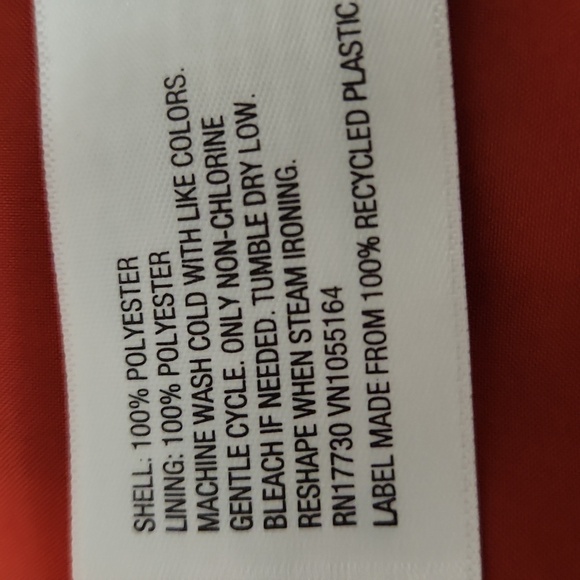 SHELL: 100% POLYESTER
LINING: 100% POLYESTER
MACHINE WASH COLD WITH LIKE COLORS.
GENTLE CYCLE. ONLY NON-CHLORINE
BLEACH IF NEEDED. TUMBLE DRY LOW.
RESHAPE WHEN STEAM IRONING.
RN17730 VN1055164
LABEL MADE FROM 100% RECYCLED PLASTIC